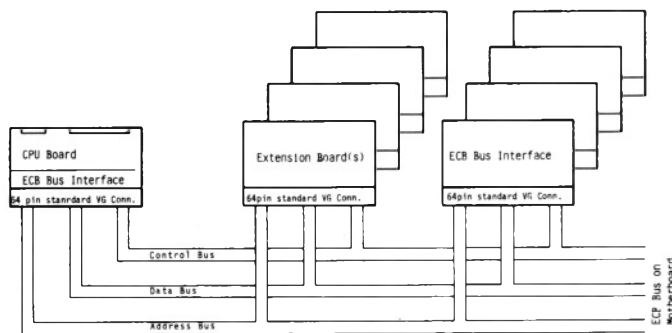 CPU Board
ECB Bus Interface
64 pin stanrdard VG Conn.
Extension Board(s)
64pin standard VG Conn.
ECB Bus Interface
64pin standard VG Conn.
Control Bus
Data Bus
Address Bus
ECB Bus on
Motherboard